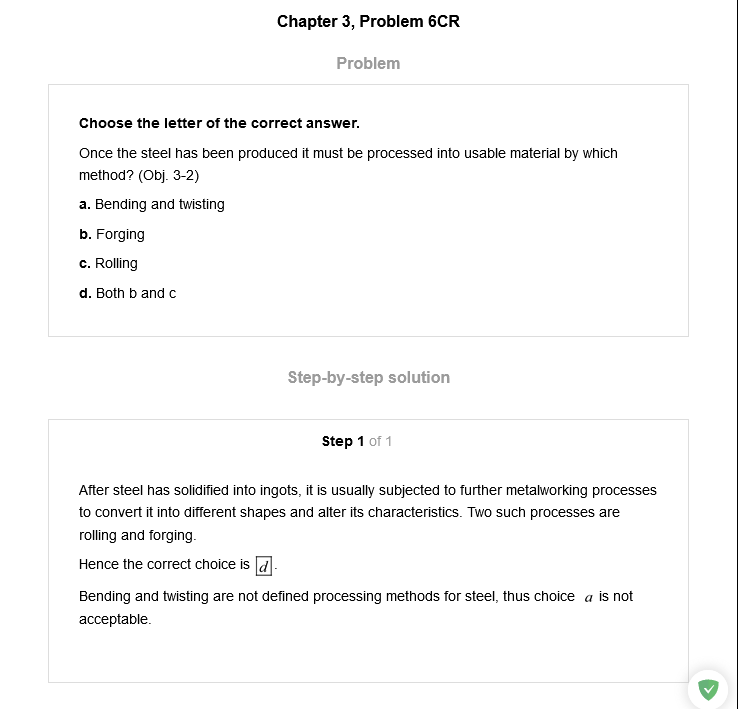 Chapter 3, Problem 6CR
Problem
Choose the letter of the correct answer.
Once the steel has been produced it must be processed into usable material by which
method? (Obj. 3-2)
a. Bending and twisting
b. Forging
c. Rolling
d. Both b and c
Step-by-step solution
Step 1 of 1
After steel has solidified into ingots, it is usually subjected to further metalworking processes
to convert it into different shapes and alter its characteristics. Two such processes are
rolling and forging.
Hence the correct choice is d.
Bending and twisting are not defined processing methods for steel, thus choice a is not
acceptable.